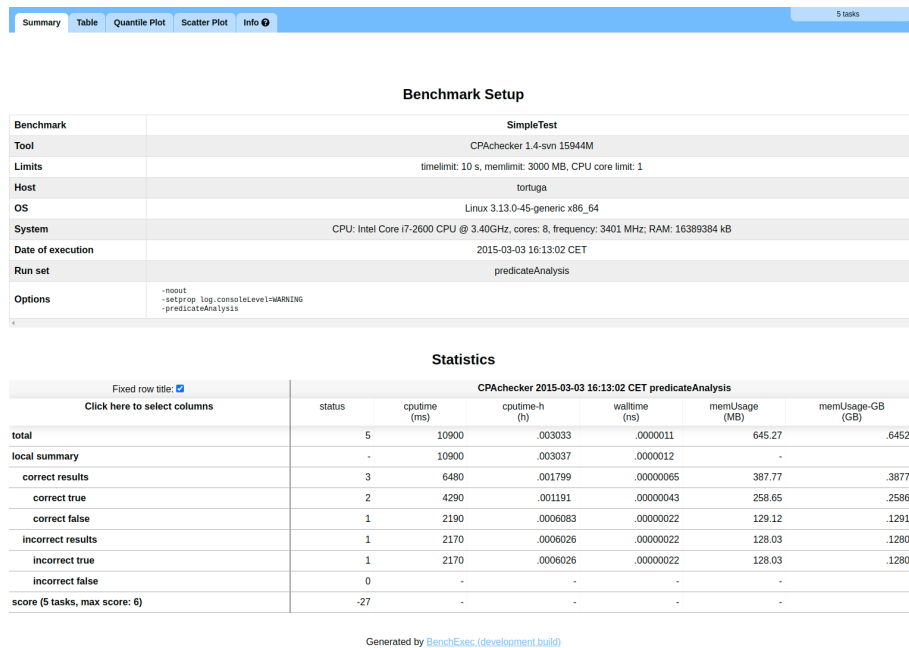 Summary Table Quantile Plot Scatter Plot Info ?
5 tasks
Benchmark Setup
Benchmark SimpleTest
Tool CPAchecker 1.4-svn 15944M
Limits timelimit: 10 s, memlimit: 3000 MB, CPU core limit: 1
Host tortuga
OS Linux 3.13.0-45-generic x86_64
System CPU: Intel Core i7-2600 CPU @ 3.40GHz, cores: 8, frequency: 3401 MHz; RAM: 16389384 kB
Date of execution 2015-03-03 16:13:02 CET
Run set predicateAnalysis
Options -noout
-setprop log.consoleLevel=WARNING
-predicateAnalysis
Statistics
Fixed row title: CPAchecker 2015-03-03 16:13:02 CET predicateAnalysis
Click here to select columns status cputime cputime-h walltime memUsage memUsage-GB
(ms) (h) (ns) (MB) (GB)
total 5 10900 .003033 .0000011 645.27 .6452
local summary - 10900 .003037 .0000012 -
correct results 3 6480 .001799 .00000065 387.77 .3877
correct true 2 4290 .001191 .00000043 258.65 .2586
correct false 1 2190 .0006083 .00000022 129.12 .1291
incorrect results 1 2170 .0006026 .00000022 128.03 .1280
incorrect true 1 2170 .0006026 .00000022 128.03 .1280
incorrect false 0 - - - -
score (5 tasks, max score: 6) -27 - - - -
Generated by BenchExec (development build)